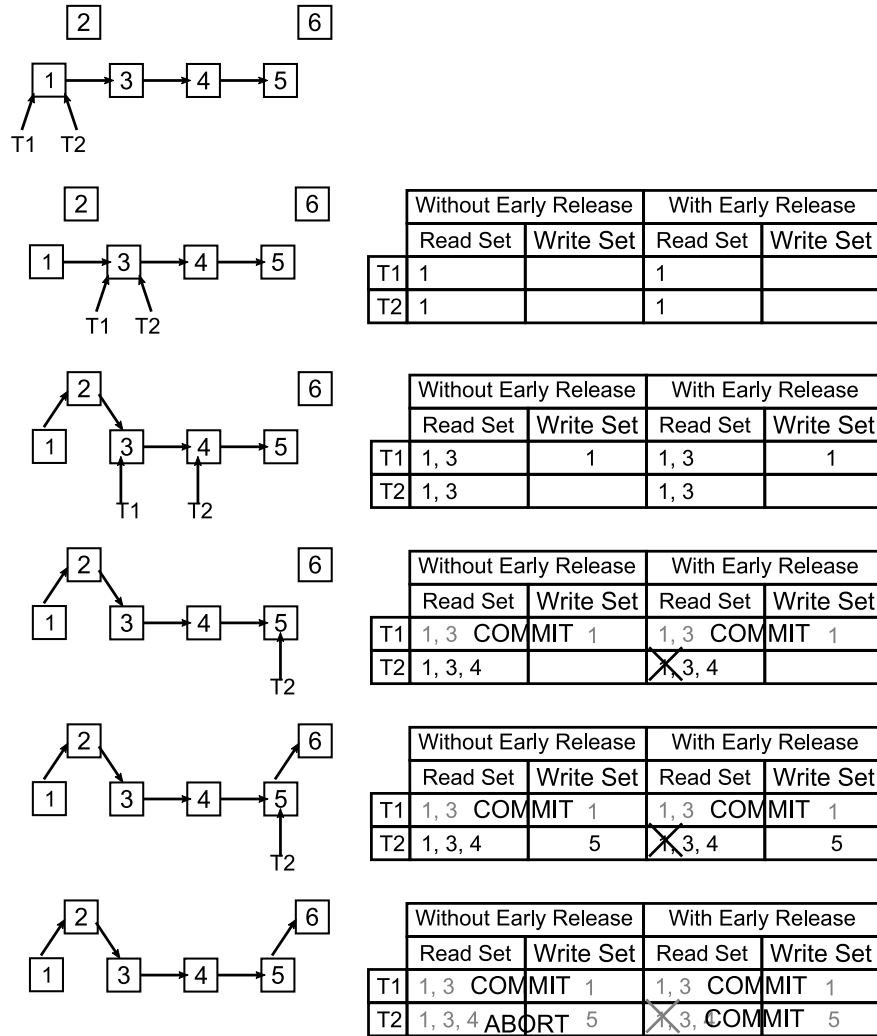 2 6
1 3 4 5
T1 T2
2 6
1 3 4 5
T1 T2
Without Early Release With Early Release
Read Set Write Set Read Set Write Set
T1 1 1
T2 1 1
2 6
1 3 4 5
T1 T2
Without Early Release With Early Release
Read Set Write Set Read Set Write Set
T1 1, 3 1 1, 3 1
T2 1, 3 1, 3
2 6
1 3 4 5
T2
Without Early Release With Early Release
Read Set Write Set Read Set Write Set
T1 1, 3 COMMIT 1 1, 3 COMMIT 1
T2 1, 3, 4 1, 3, 4
2 6
1 3 4 5
T2
Without Early Release With Early Release
Read Set Write Set Read Set Write Set
T1 1, 3 COMMIT 1 1, 3 COMMIT 1
T2 1, 3, 4 5 1, 3, 4 5
2 6
1 3 4 5
Without Early Release With Early Release
Read Set Write Set Read Set Write Set
T1 1, 3 COMMIT 1 1, 3 COMMIT 1
T2 1, 3, 4 ABORT 5 1, 3, 4 COMMIT 5